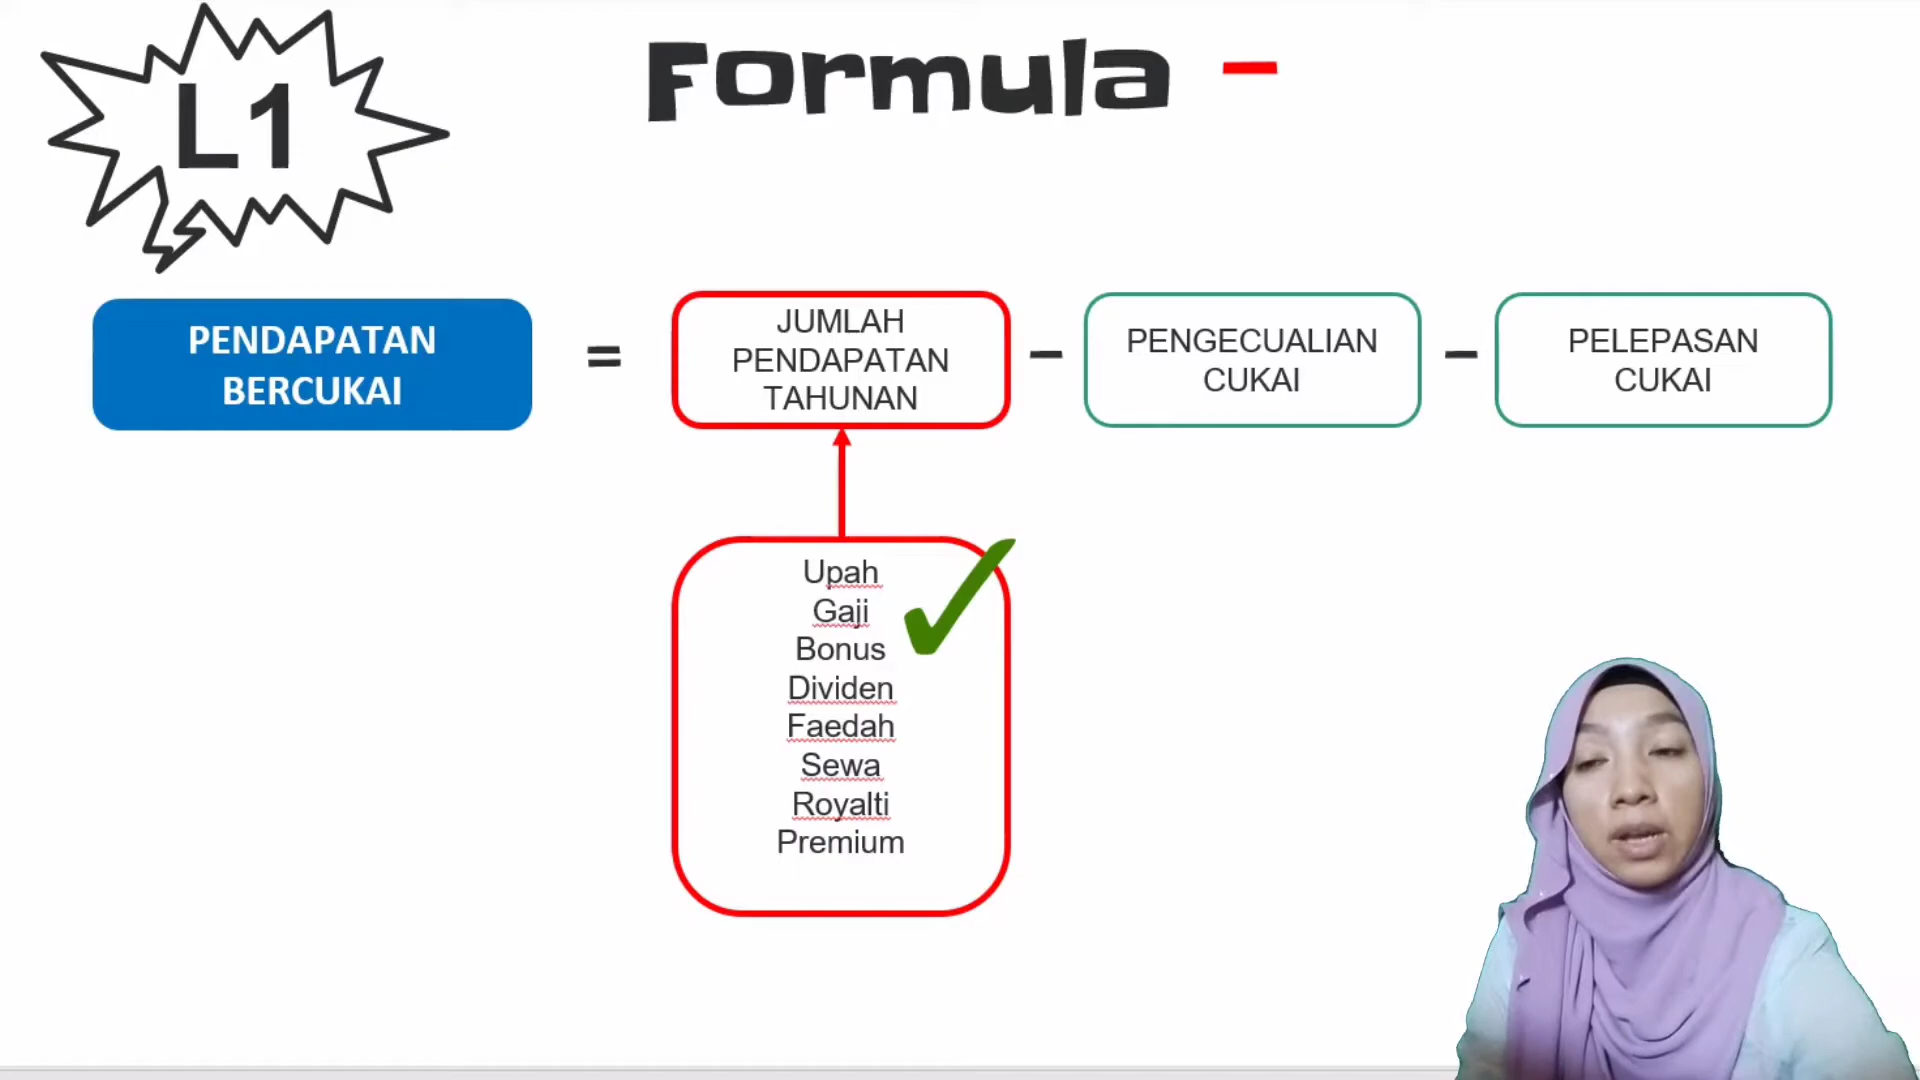 L1
Formula -
PENDAPATAN
BERCUKAI
=
JUMLAH
PENDAPATAN
TAHUNAN
-
PENGECUALIAN
CUKAI
-
PELEPASAN
CUKAI
Upah
Gaji
Bonus
Dividen
Faedah
Sewa
Royalti
Premium